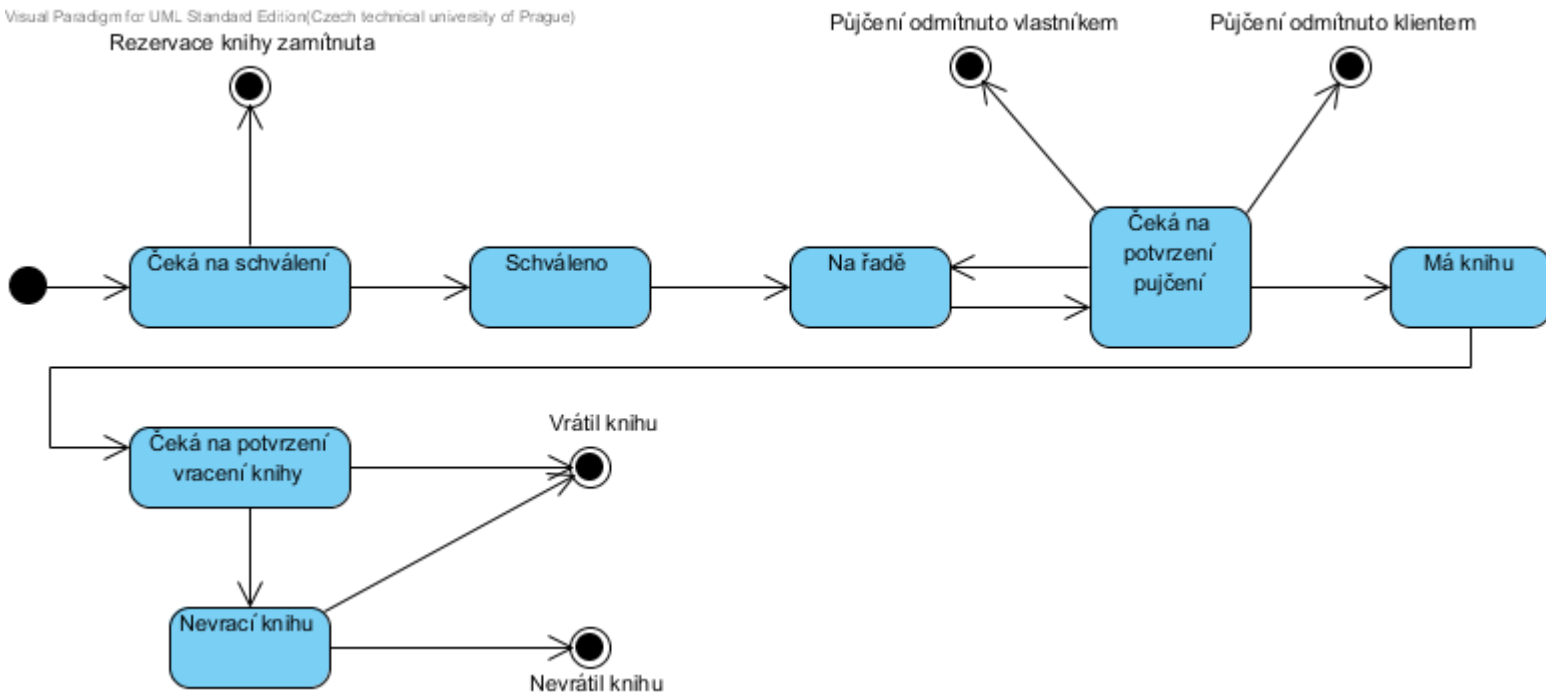 Visual Paradigm for UML Standard Edition(Czech technical university of Prague)
Rezervace knihy zamítnuta
Půjčení odmítnuto vlastníkem
Půjčení odmítnuto klientem
Čeká na schválení
Schváleno
Na řadě
Čeká na
potvrzení
pujčení
Má knihu
Čeká na potvrzení
vracení knihy
Vrátil knihu
Nevrací knihu
Nevrátil knihu